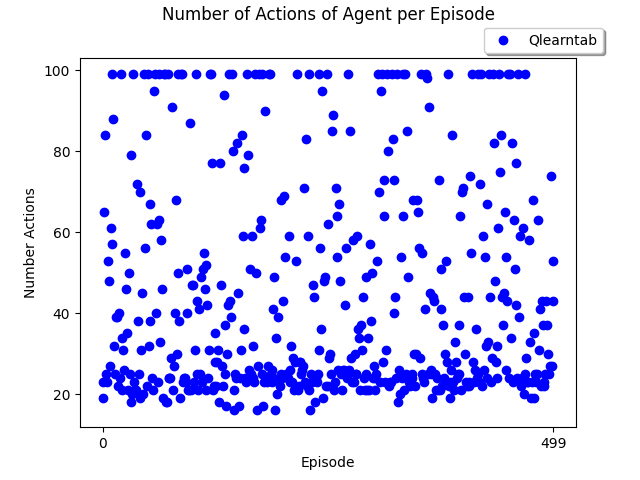 Number of Actions of Agent per Episode
Qlearntab
100
80
60
40
20
Number Actions
0
499
Episode